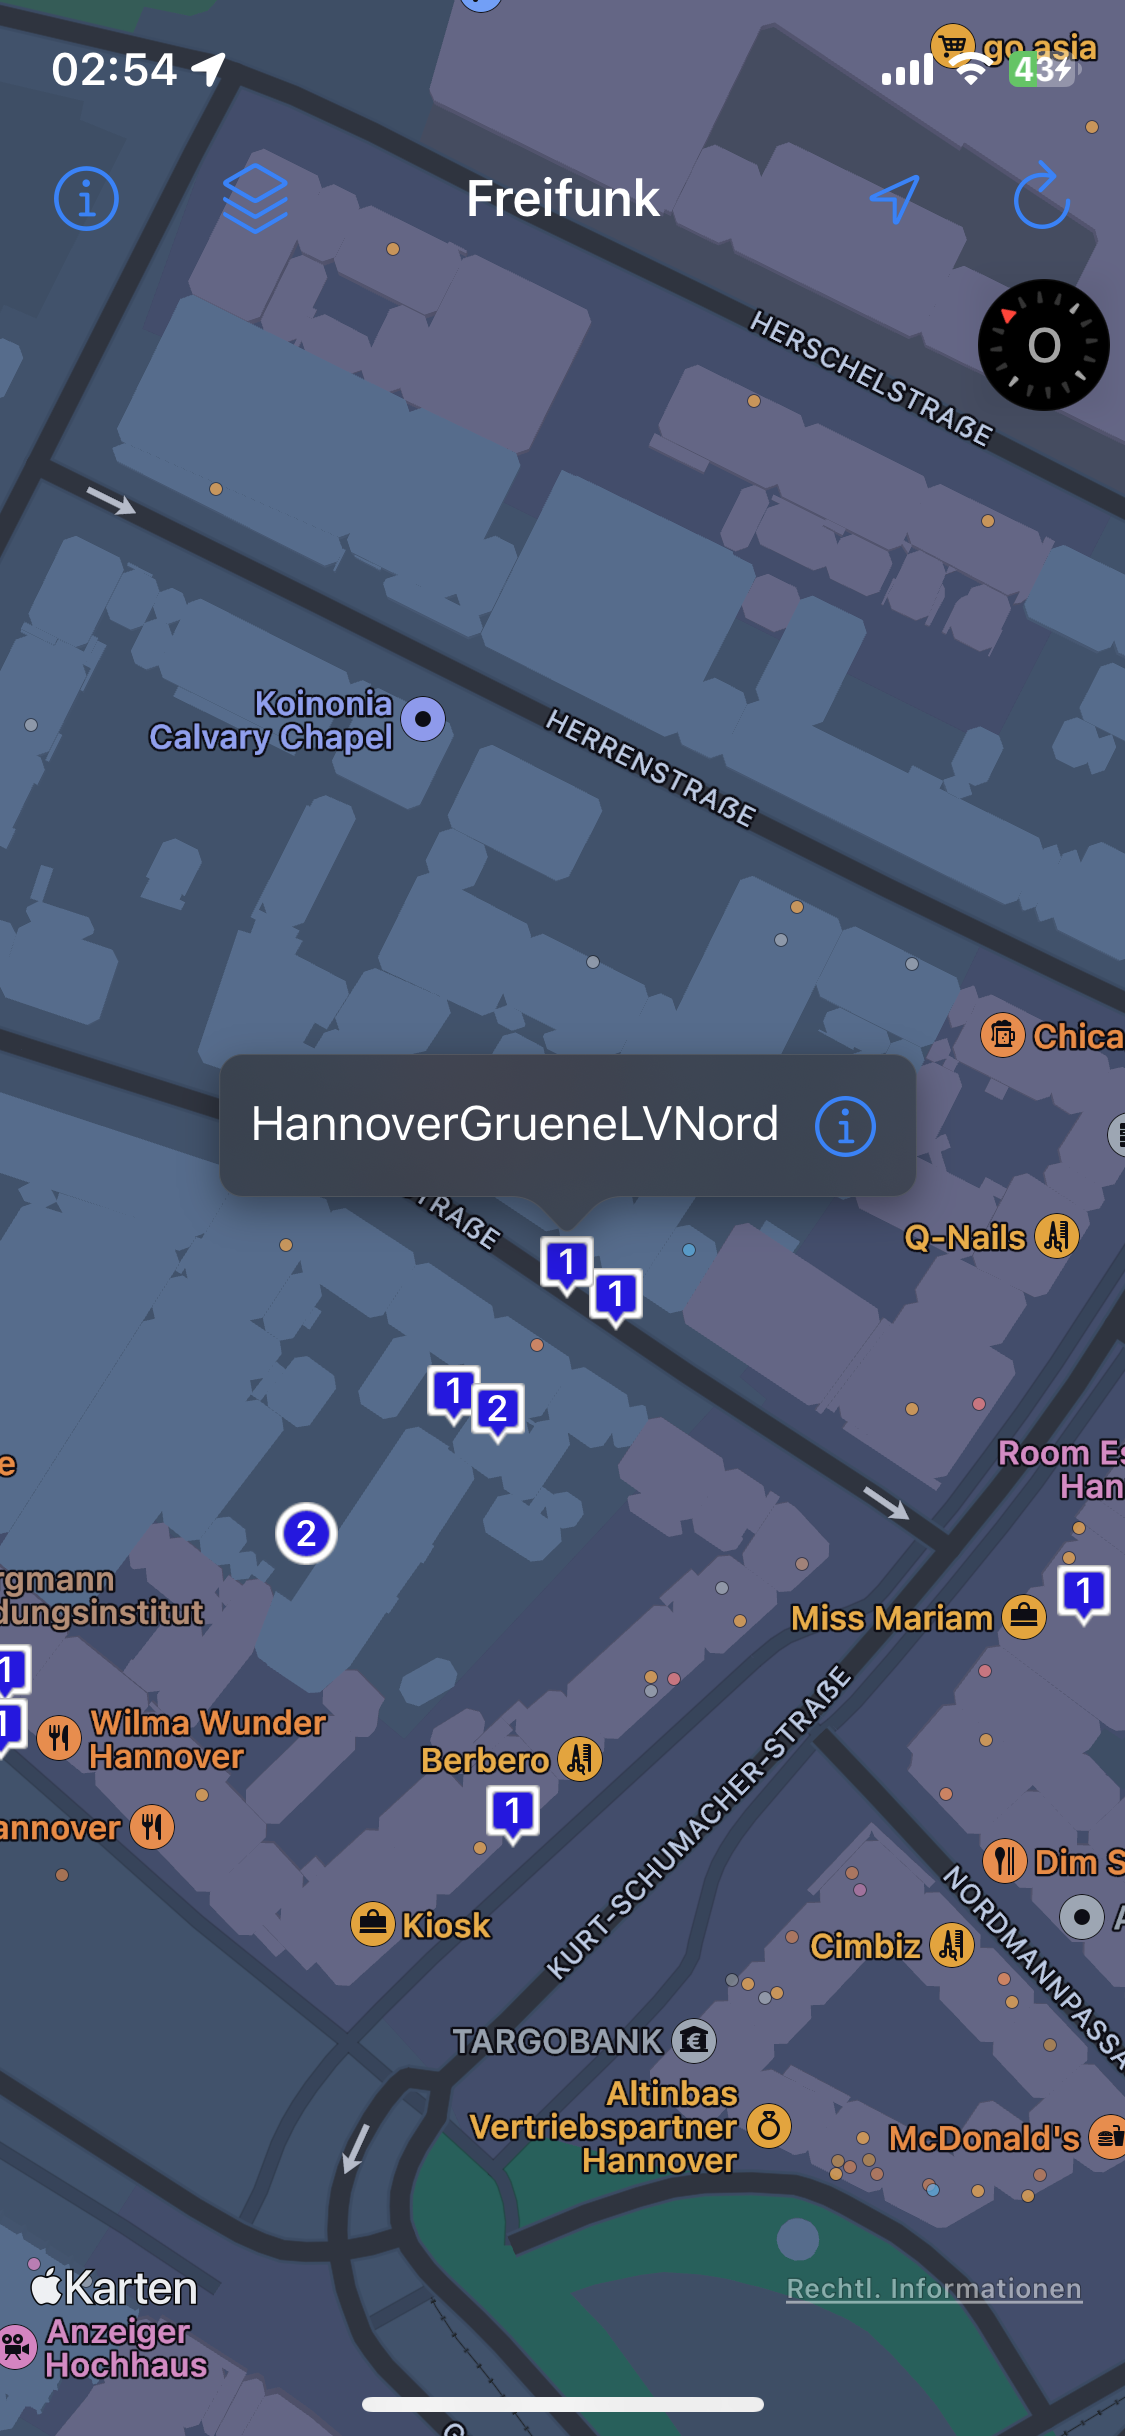 go asia
02:54
43
Freifunk
HERSCHELSTRAẞE
O
Koinonia
Calvary Chapel
HERRENSTRAẞE
Chica
HannoverGrueneLVNord
TRAẞE
Q-Nails
1
1
1
2
Room Es
Han
e
2
rgmann
dungsinstitut
1
Miss Mariam
1
1
Wilma Wunder
Hannover
Berbero
1
annover
KURT-SCHUMACHER-STRAẞE
Dim S
Kiosk
Cimbiz
NORDMANNPASSA
A
TARGOBANK
Altinbas
Vertriebspartner
Hannover
McDonald's
Karten
Rechtl. Informationen
Anzeiger
Hochhaus